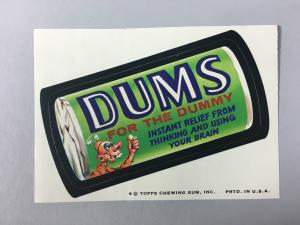 DUMS
FOR THE DUMMY
INSTANT RELIEF FROM
THINKING AND USING
YOUR BRAIN
* © TOPPS CHEWING GUM, INC. PRTD. IN U.S.A.